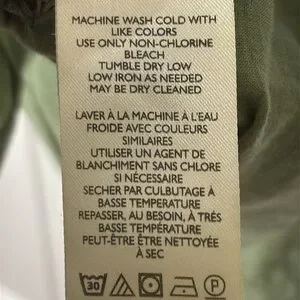 MACHINE WASH COLD WITH
LIKE COLORS
USE ONLY NON-CHLORINE
BLEACH
TUMBLE DRY LOW
LOW IRON AS NEEDED
MAY BE DRY CLEANED
LAVER À LA MACHINE À L'EAU
FROIDE AVEC COULEURS
SIMILAIRES
UTILISER UN AGENT DE
BLANCHIMENT SANS CHLORE
SI NÉCESSAIRE
SECHER PAR CULBUTAGE À
BASSE TEMPÉRATURE
REPASSER, AU BESOIN, À TRÉS
BASSE TEMPÉRATURE
PEUT-ÊTRE ÊTRE NETTOYÉE
À SEC
30 P